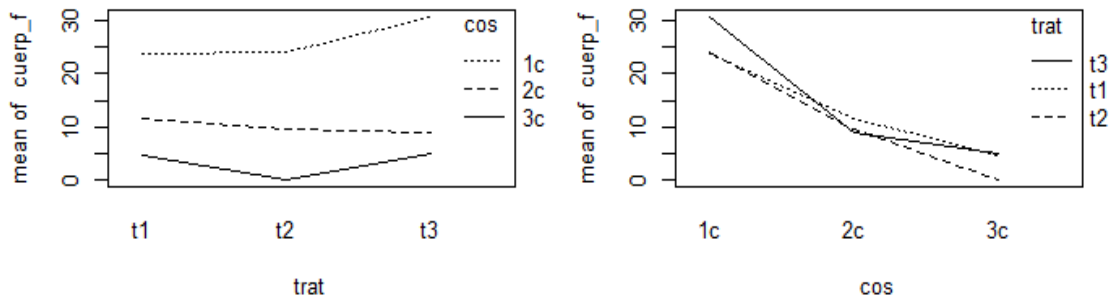 mean of cuerp_f
30
20
10
0
cos
1c
2c
3c
t1 t2 t3
trat
mean of cuerp_f
30
20
10
0
trat
t3
t1
t2
1c 2c 3c
cos